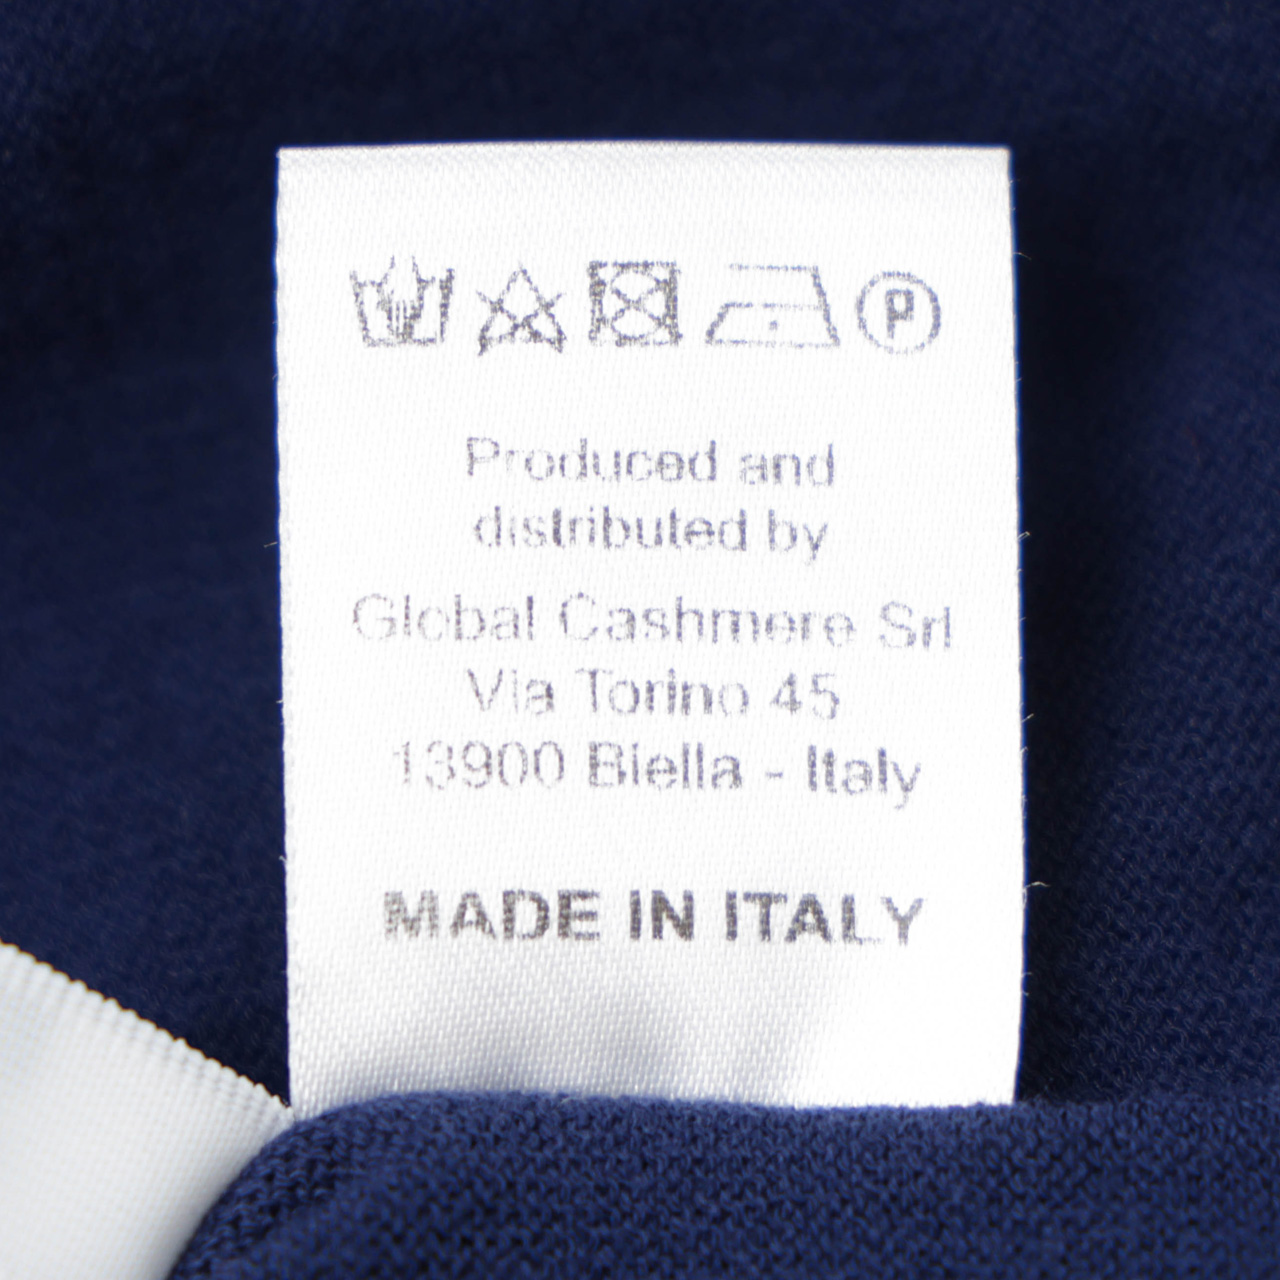 P
Produced and
distributed by
Global Cashmere Srl
Via Torino 45
13900 Biella - Italy
MADE IN ITALY